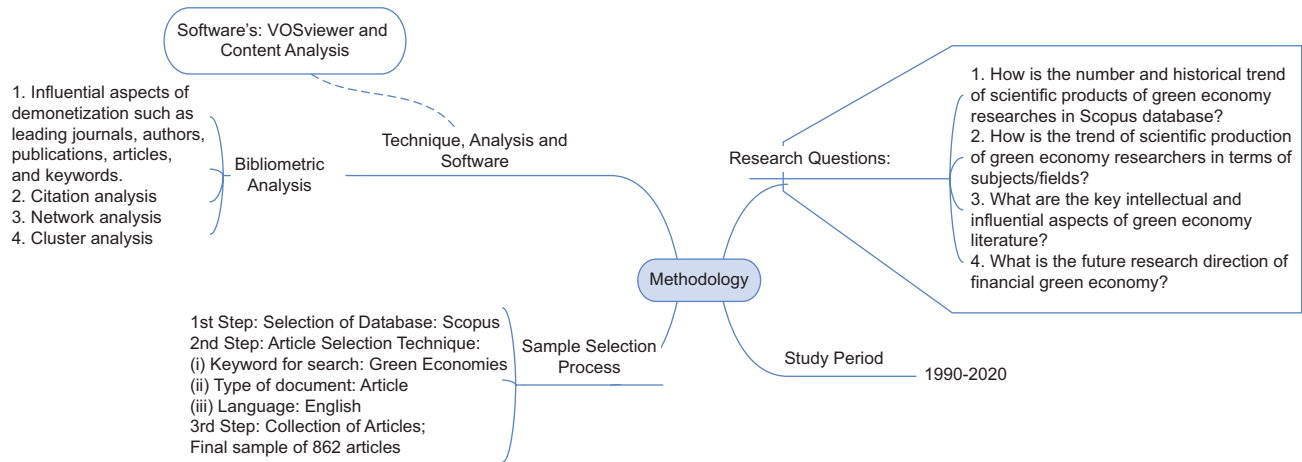 Software's: VOSviewer and
Content Analysis
1. Influential aspects of
demonetization such as
leading journals, authors,
publications, articles,
and keywords.
2. Citation analysis
3. Network analysis
4. Cluster analysis
Bibliometric
Analysis
Technique, Analysis and
Software
Research Questions:
1. How is the number and historical trend
of scientific products of green economy
researches in Scopus database?
2. How is the trend of scientific production
of green economy researchers in terms of
subjects/fields?
3. What are the key intellectual and
influential aspects of green economy
literature?
4. What is the future research direction of
financial green economy?
Methodology
1st Step: Selection of Database: Scopus
2nd Step: Article Selection Technique:
(i) Keyword for search: Green Economies
(ii) Type of document: Article
(iii) Language: English
3rd Step: Collection of Articles;
Final sample of 862 articles
Sample Selection
Process
Study Period
1990-2020